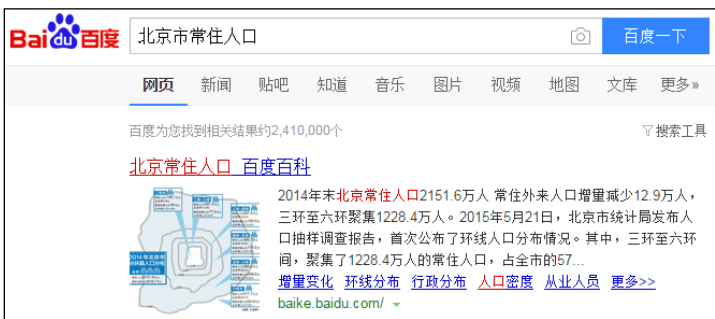 Bai du 百度 北京市常住人口 百度一下
网页 新闻 贴吧 知道 音乐 图片 视频 地图 文库 更多»
百度为您找到相关结果约2,410,000个 搜索工具
北京常住人口_百度百科
2014年末北京常住人口2151.6万人 常住外来人口增量减少12.9万人，
三环至六环聚集1228.4万人。2015年5月21日，北京市统计局发布人
口抽样调查报告，首次公布了环线人口分布情况。其中，三环至六环
间，聚集了1228.4万人的常住人口，占全市的57...
增量变化 环线分布 行政分布 人口密度 从业人员 更多>>
baike.baidu.com/